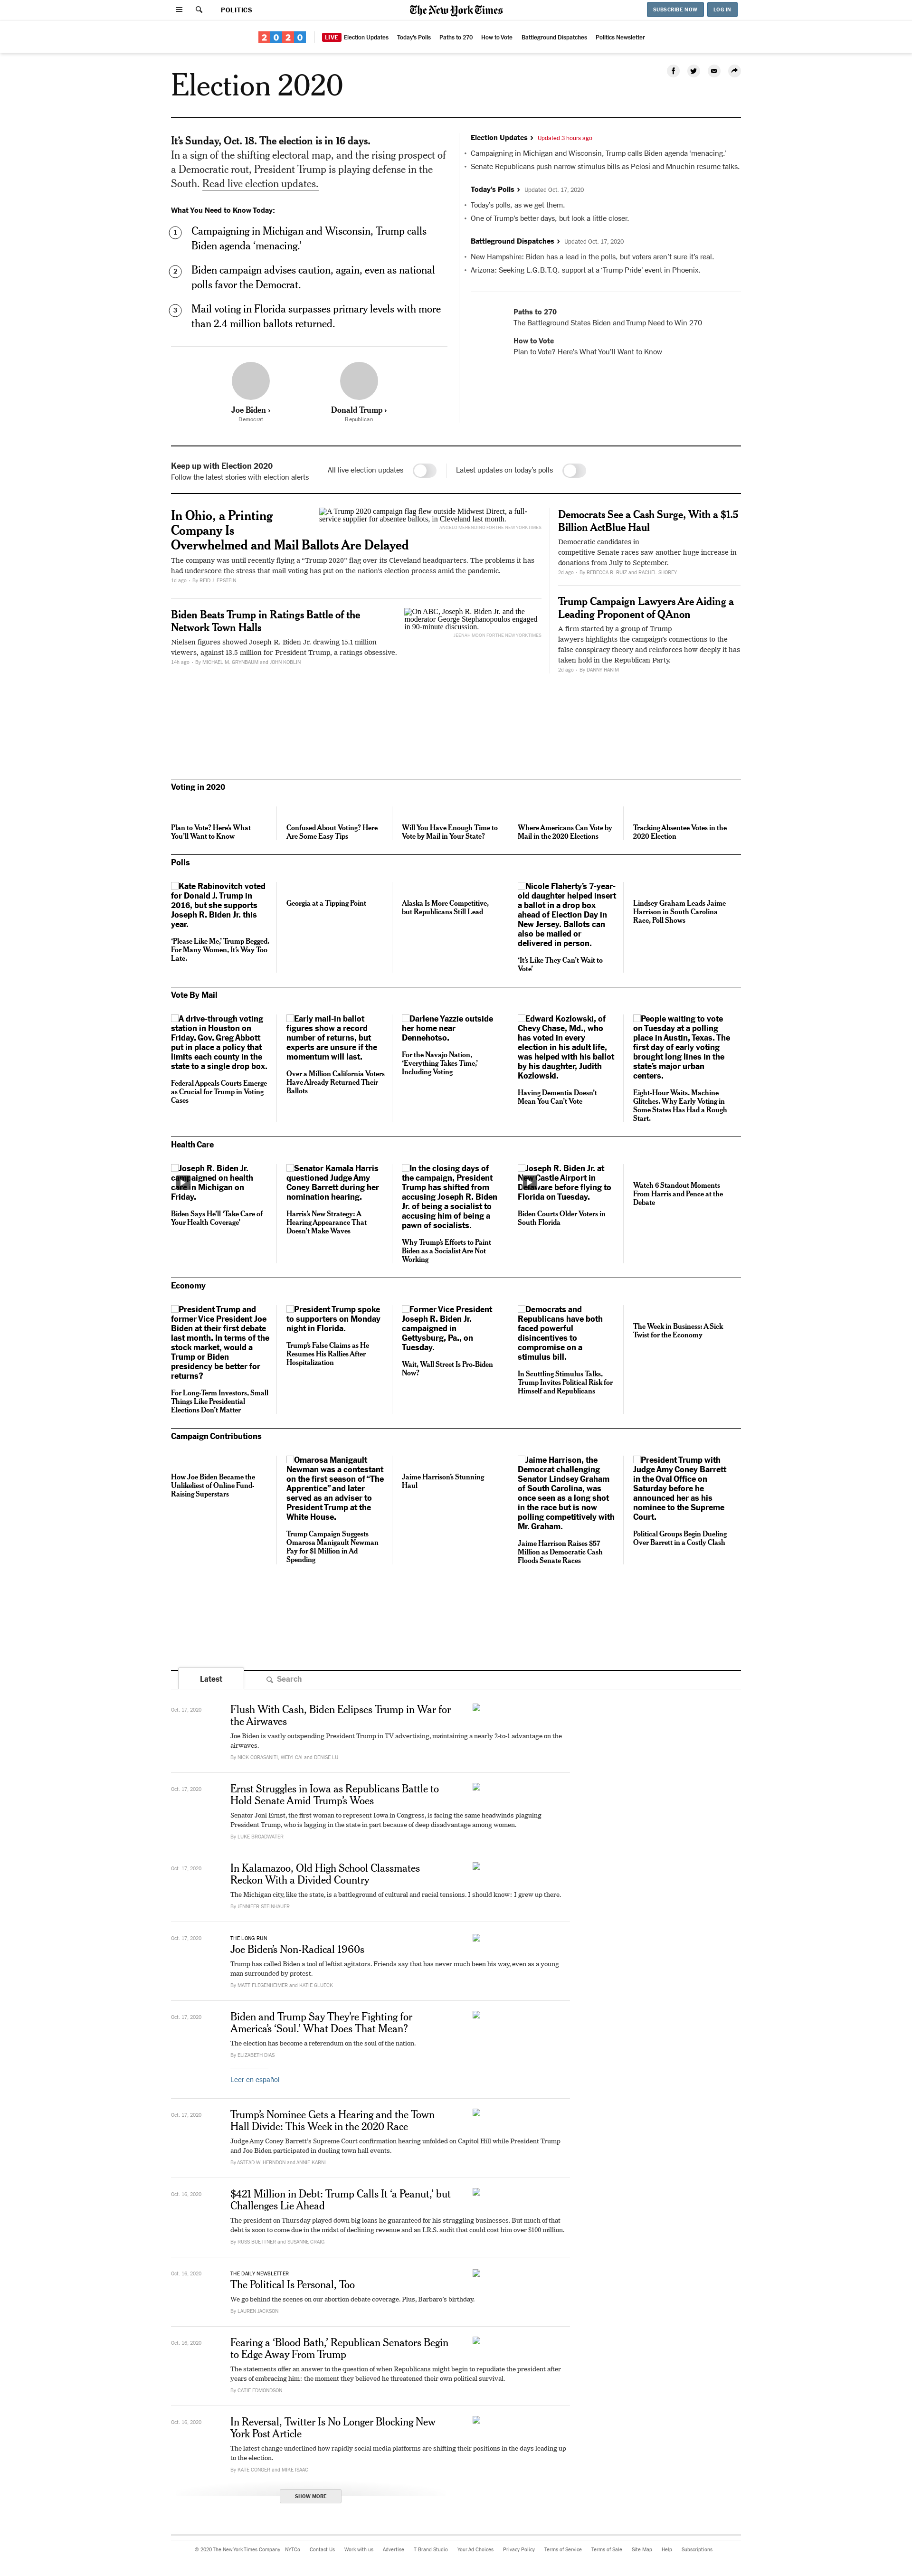 POLITICS
The New York Times
SUBSCRIBE NOW
LOG IN
2020
LIVE Election Updates
Today's Polls
Paths to 270
How to Vote
Battleground Dispatches
Politics Newsletter
Election 2020
It's Sunday, Oct. 18. The election is in 16 days.
In a sign of the shifting electoral map, and the rising prospect of
a Democratic rout, President Trump is playing defense in the
South. Read live election updates.
What You Need to Know Today:
1
Campaigning in Michigan and Wisconsin, Trump calls
Biden agenda ‘menacing.’
2
Biden campaign advises caution, again, even as national
polls favor the Democrat.
3
Mail voting in Florida surpasses primary levels with more
than 2.4 million ballots returned.
Joe Biden ›
Democrat
Donald Trump ›
Republican
Election Updates › Updated 3 hours ago
• Campaigning in Michigan and Wisconsin, Trump calls Biden agenda ‘menacing.’
• Senate Republicans push narrow stimulus bills as Pelosi and Mnuchin resume talks.
Today's Polls › Updated Oct. 17, 2020
• Today's polls, as we get them.
• One of Trump's better days, but look a little closer.
Battleground Dispatches › Updated Oct. 17, 2020
• New Hampshire: Biden has a lead in the polls, but voters aren't sure it's real.
• Arizona: Seeking L.G.B.T.Q. support at a ‘Trump Pride’ event in Phoenix.
Paths to 270
The Battleground States Biden and Trump Need to Win 270
How to Vote
Plan to Vote? Here's What You'll Want to Know
Keep up with Election 2020
Follow the latest stories with election alerts
All live election updates
Latest updates on today's polls
In Ohio, a Printing
Company Is
Overwhelmed and Mail Ballots Are Delayed
A Trump 2020 campaign flag flew outside Midwest Direct, a full-
service supplier for absentee ballots, in Cleveland last month.
ANGELO MERENDINO FOR THE NEW YORK TIMES
The company was until recently flying a “Trump 2020” flag over its Cleveland headquarters. The problems it has
had underscore the stress that mail voting has put on the nation's election process amid the pandemic.
1d ago - By REID J. EPSTEIN
Biden Beats Trump in Ratings Battle of the
Network Town Halls
Nielsen figures showed Joseph R. Biden Jr. drawing 15.1 million
viewers, against 13.5 million for President Trump, a ratings obsessive.
14h ago - By MICHAEL M. GRYNBAUM and JOHN KOBLIN
On ABC, Joseph R. Biden Jr. and the
moderator George Stephanopoulos engaged
in 90-minute discussion.
JEENAH MOON FOR THE NEW YORK TIMES
Democrats See a Cash Surge, With a $1.5
Billion ActBlue Haul
Democratic candidates in
competitive Senate races saw another huge increase in
donations from July to September.
2d ago - By REBECCA R. RUIZ and RACHEL SHOREY
Trump Campaign Lawyers Are Aiding a
Leading Proponent of QAnon
A firm started by a group of Trump
lawyers highlights the campaign's connections to the
false conspiracy theory and reinforces how deeply it has
taken hold in the Republican Party.
2d ago - By DANNY HAKIM
Voting in 2020
Plan to Vote? Here's What
You'll Want to Know
Confused About Voting? Here
Are Some Easy Tips
Will You Have Enough Time to
Vote by Mail in Your State?
Where Americans Can Vote by
Mail in the 2020 Elections
Tracking Absentee Votes in the
2020 Election
Polls
Kate Rabinovitch voted
for Donald J. Trump in
2016, but she supports
Joseph R. Biden Jr. this
year.
‘Please Like Me,’ Trump Begged.
For Many Women, It's Way Too
Late.
Georgia at a Tipping Point
Alaska Is More Competitive,
but Republicans Still Lead
Nicole Flaherty's 7-year-
old daughter helped insert
a ballot in a drop box
ahead of Election Day in
New Jersey. Ballots can
also be mailed or
delivered in person.
‘It's Like They Can't Wait to
Vote’
Lindsey Graham Leads Jaime
Harrison in South Carolina
Race, Poll Shows
Vote By Mail
A drive-through voting
station in Houston on
Friday. Gov. Greg Abbott
put in place a policy that
limits each county in the
state to a single drop box.
Federal Appeals Courts Emerge
as Crucial for Trump in Voting
Cases
Early mail-in ballot
figures show a record
number of returns, but
experts are unsure if the
momentum will last.
Over a Million California Voters
Have Already Returned Their
Ballots
Darlene Yazzie outside
her home near
Dennehotso.
For the Navajo Nation,
‘Everything Takes Time,’
Including Voting
Edward Kozlowski, of
Chevy Chase, Md., who
has voted in every
election in his adult life,
was helped with his ballot
by his daughter, Judith
Kozlowski.
Having Dementia Doesn't
Mean You Can't Vote
People waiting to vote
on Tuesday at a polling
place in Austin, Texas. The
first day of early voting
brought long lines in the
state's major urban
centers.
Eight-Hour Waits. Machine
Glitches. Why Early Voting in
Some States Has Had a Rough
Start.
Health Care
Joseph R. Biden Jr.
campaigned on health
care in Michigan on
Friday.
Biden Says He'll ‘Take Care of
Your Health Coverage’
Senator Kamala Harris
questioned Judge Amy
Coney Barrett during her
nomination hearing.
Harris's New Strategy: A
Hearing Appearance That
Doesn't Make Waves
In the closing days of
the campaign, President
Trump has shifted from
accusing Joseph R. Biden
Jr. of being a socialist to
accusing him of being a
pawn of socialists.
Why Trump's Efforts to Paint
Biden as a Socialist Are Not
Working
Joseph R. Biden Jr. at
New Castle Airport in
Delaware before flying to
Florida on Tuesday.
Biden Courts Older Voters in
South Florida
Watch 6 Standout Moments
From Harris and Pence at the
Debate
Economy
President Trump and
former Vice President Joe
Biden at their first debate
last month. In terms of the
stock market, would a
Trump or Biden
presidency be better for
returns?
For Long-Term Investors, Small
Things Like Presidential
Elections Don't Matter
President Trump spoke
to supporters on Monday
night in Florida.
Trump's False Claims as He
Resumes His Rallies After
Hospitalization
Former Vice President
Joseph R. Biden Jr.
campaigned in
Gettysburg, Pa., on
Tuesday.
Wait, Wall Street Is Pro-Biden
Now?
Democrats and
Republicans have both
faced powerful
disincentives to
compromise on a
stimulus bill.
In Scuttling Stimulus Talks,
Trump Invites Political Risk for
Himself and Republicans
The Week in Business: A Sick
Twist for the Economy
Campaign Contributions
How Joe Biden Became the
Unlikeliest of Online Fund-
Raising Superstars
Omarosa Manigault
Newman was a contestant
on the first season of “The
Apprentice” and later
served as an adviser to
President Trump at the
White House.
Trump Campaign Suggests
Omarosa Manigault Newman
Pay for $1 Million in Ad
Spending
Jaime Harrison's Stunning
Haul
Jaime Harrison, the
Democrat challenging
Senator Lindsey Graham
of South Carolina, was
once seen as a long shot
in the race but is now
polling competitively with
Mr. Graham.
Jaime Harrison Raises $57
Million as Democratic Cash
Floods Senate Races
President Trump with
Judge Amy Coney Barrett
in the Oval Office on
Saturday before he
announced her as his
nominee to the Supreme
Court.
Political Groups Begin Dueling
Over Barrett in a Costly Clash
Latest
Search
Oct. 17, 2020
Flush With Cash, Biden Eclipses Trump in War for
the Airwaves
Joe Biden is vastly outspending President Trump in TV advertising, maintaining a nearly 2-to-1 advantage on the
airwaves.
By NICK CORASANITI, WEIYI CAI and DENISE LU
Oct. 17, 2020
Ernst Struggles in Iowa as Republicans Battle to
Hold Senate Amid Trump's Woes
Senator Joni Ernst, the first woman to represent Iowa in Congress, is facing the same headwinds plaguing
President Trump, who is lagging in the state in part because of deep disadvantage among women.
By LUKE BROADWATER
Oct. 17, 2020
In Kalamazoo, Old High School Classmates
Reckon With a Divided Country
The Michigan city, like the state, is a battleground of cultural and racial tensions. I should know: I grew up there.
By JENNIFER STEINHAUER
Oct. 17, 2020
THE LONG RUN
Joe Biden's Non-Radical 1960s
Trump has called Biden a tool of leftist agitators. Friends say that has never much been his way, even as a young
man surrounded by protest.
By MATT FLEGENHEIMER and KATIE GLUECK
Oct. 17, 2020
Biden and Trump Say They're Fighting for
America's ‘Soul.’ What Does That Mean?
The election has become a referendum on the soul of the nation.
By ELIZABETH DIAS
Leer en español
Oct. 17, 2020
Trump's Nominee Gets a Hearing and the Town
Hall Divide: This Week in the 2020 Race
Judge Amy Coney Barrett's Supreme Court confirmation hearing unfolded on Capitol Hill while President Trump
and Joe Biden participated in dueling town hall events.
By ASTEAD W. HERNDON and ANNIE KARNI
Oct. 16, 2020
$421 Million in Debt: Trump Calls It ‘a Peanut,’ but
Challenges Lie Ahead
The president on Thursday played down big loans he guaranteed for his struggling businesses. But much of that
debt is soon to come due in the midst of declining revenue and an I.R.S. audit that could cost him over $100 million.
By RUSS BUETTNER and SUSANNE CRAIG
Oct. 16, 2020
THE DAILY NEWSLETTER
The Political Is Personal, Too
We go behind the scenes on our abortion debate coverage. Plus, Barbaro's birthday.
By LAUREN JACKSON
Oct. 16, 2020
Fearing a ‘Blood Bath,’ Republican Senators Begin
to Edge Away From Trump
The statements offer an answer to the question of when Republicans might begin to repudiate the president after
years of embracing him: the moment they believed he threatened their own political survival.
By CATIE EDMONDSON
Oct. 16, 2020
In Reversal, Twitter Is No Longer Blocking New
York Post Article
The latest change underlined how rapidly social media platforms are shifting their positions in the days leading up
to the election.
By KATE CONGER and MIKE ISAAC
SHOW MORE
© 2020 The New York Times Company
NYTCo
Contact Us
Work with us
Advertise
T Brand Studio
Your Ad Choices
Privacy Policy
Terms of Service
Terms of Sale
Site Map
Help
Subscriptions